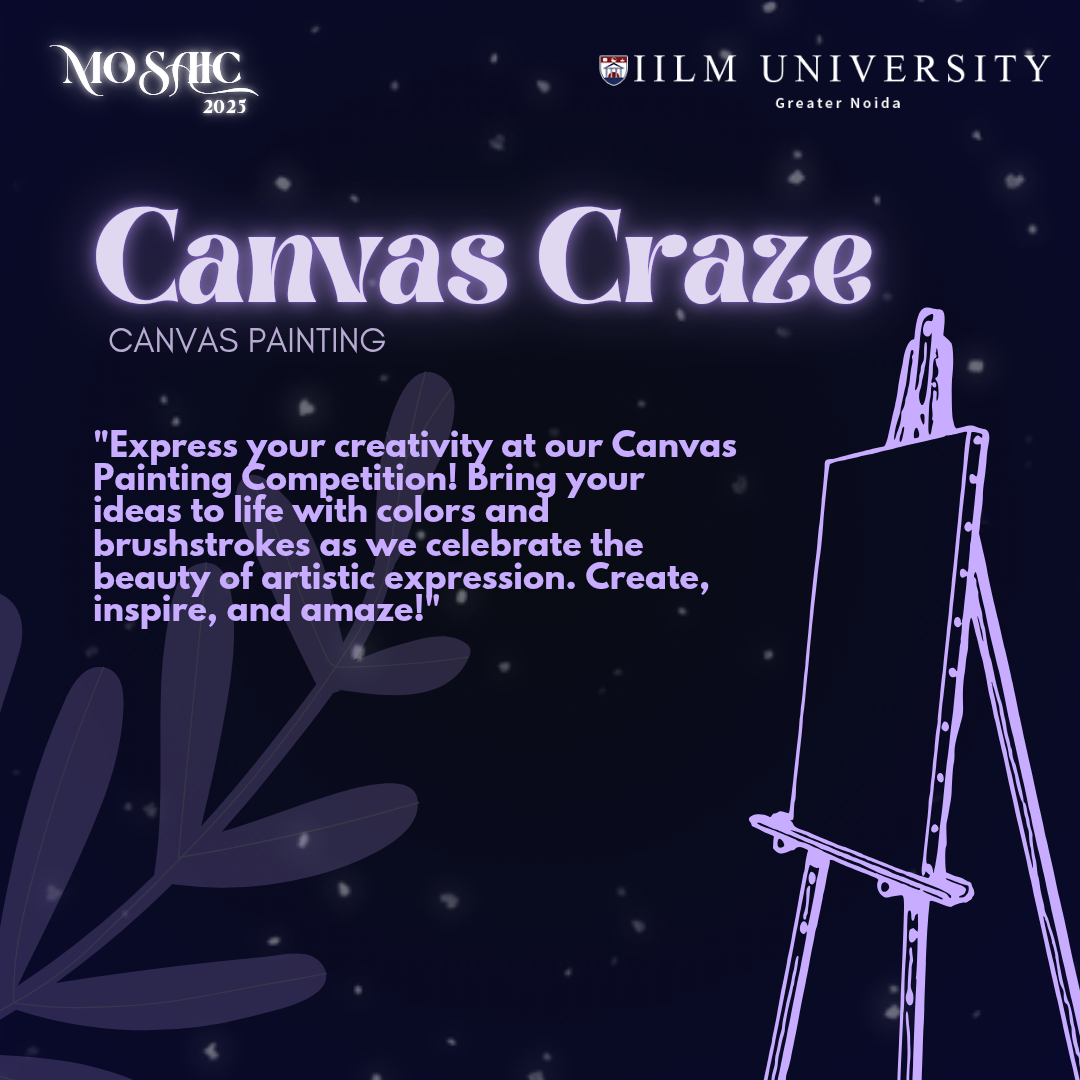 MOSAIC
2025
IILM UNIVERSITY
Greater Noida
Canvas Craze
CANVAS PAINTING
"Express your creativity at our Canvas
Painting Competition! Bring your
ideas to life with colors and
brushstrokes as we celebrate the
beauty of artistic expression. Create,
inspire, and amaze!"